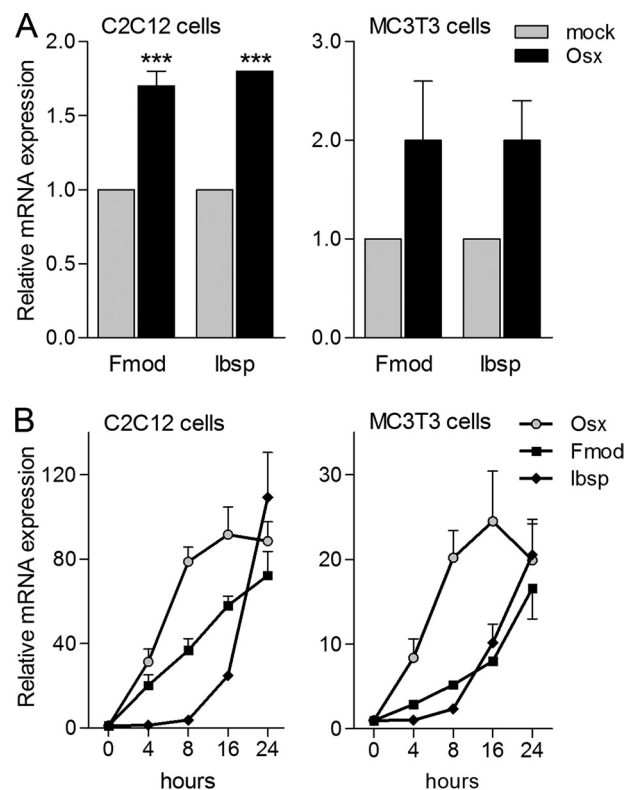 A
C2C12 cells
MC3T3 cells
mock
Osx
Relative mRNA expression
2.0
1.5
1.0
0.5
0.0
***
***
Fmod
Ibsp
3.0
2.0
1.0
0.0
Fmod
Ibsp
B
C2C12 cells
MC3T3 cells
Osx
Fmod
Ibsp
Relative mRNA expression
120
80
40
0
0 4 8 16 24
hours
30
20
10
0
0 4 8 16 24
hours